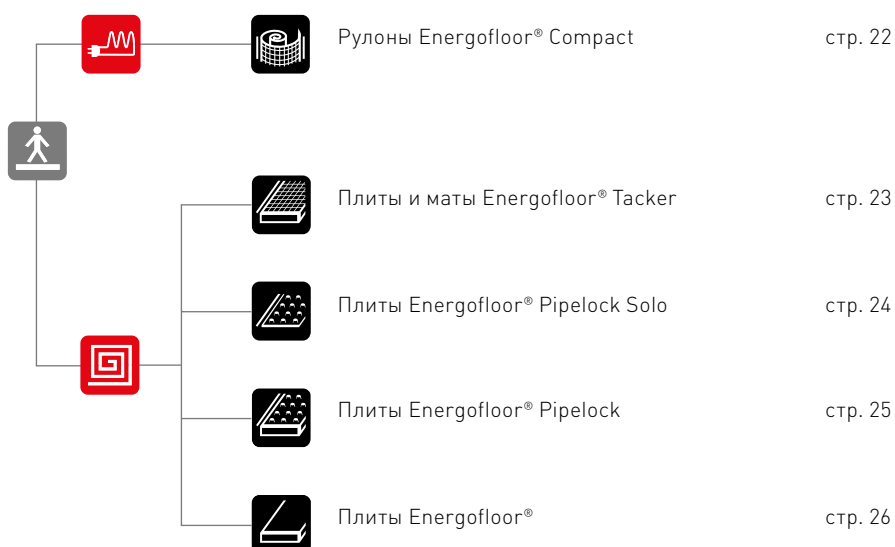 Рулоны Energofloor® Compact стр. 22
Плиты и маты Energofloor® Tacker стр. 23
Плиты Energofloor® Pipelock Solo стр. 24
Плиты Energofloor® Pipelock стр. 25
Плиты Energofloor® стр. 26